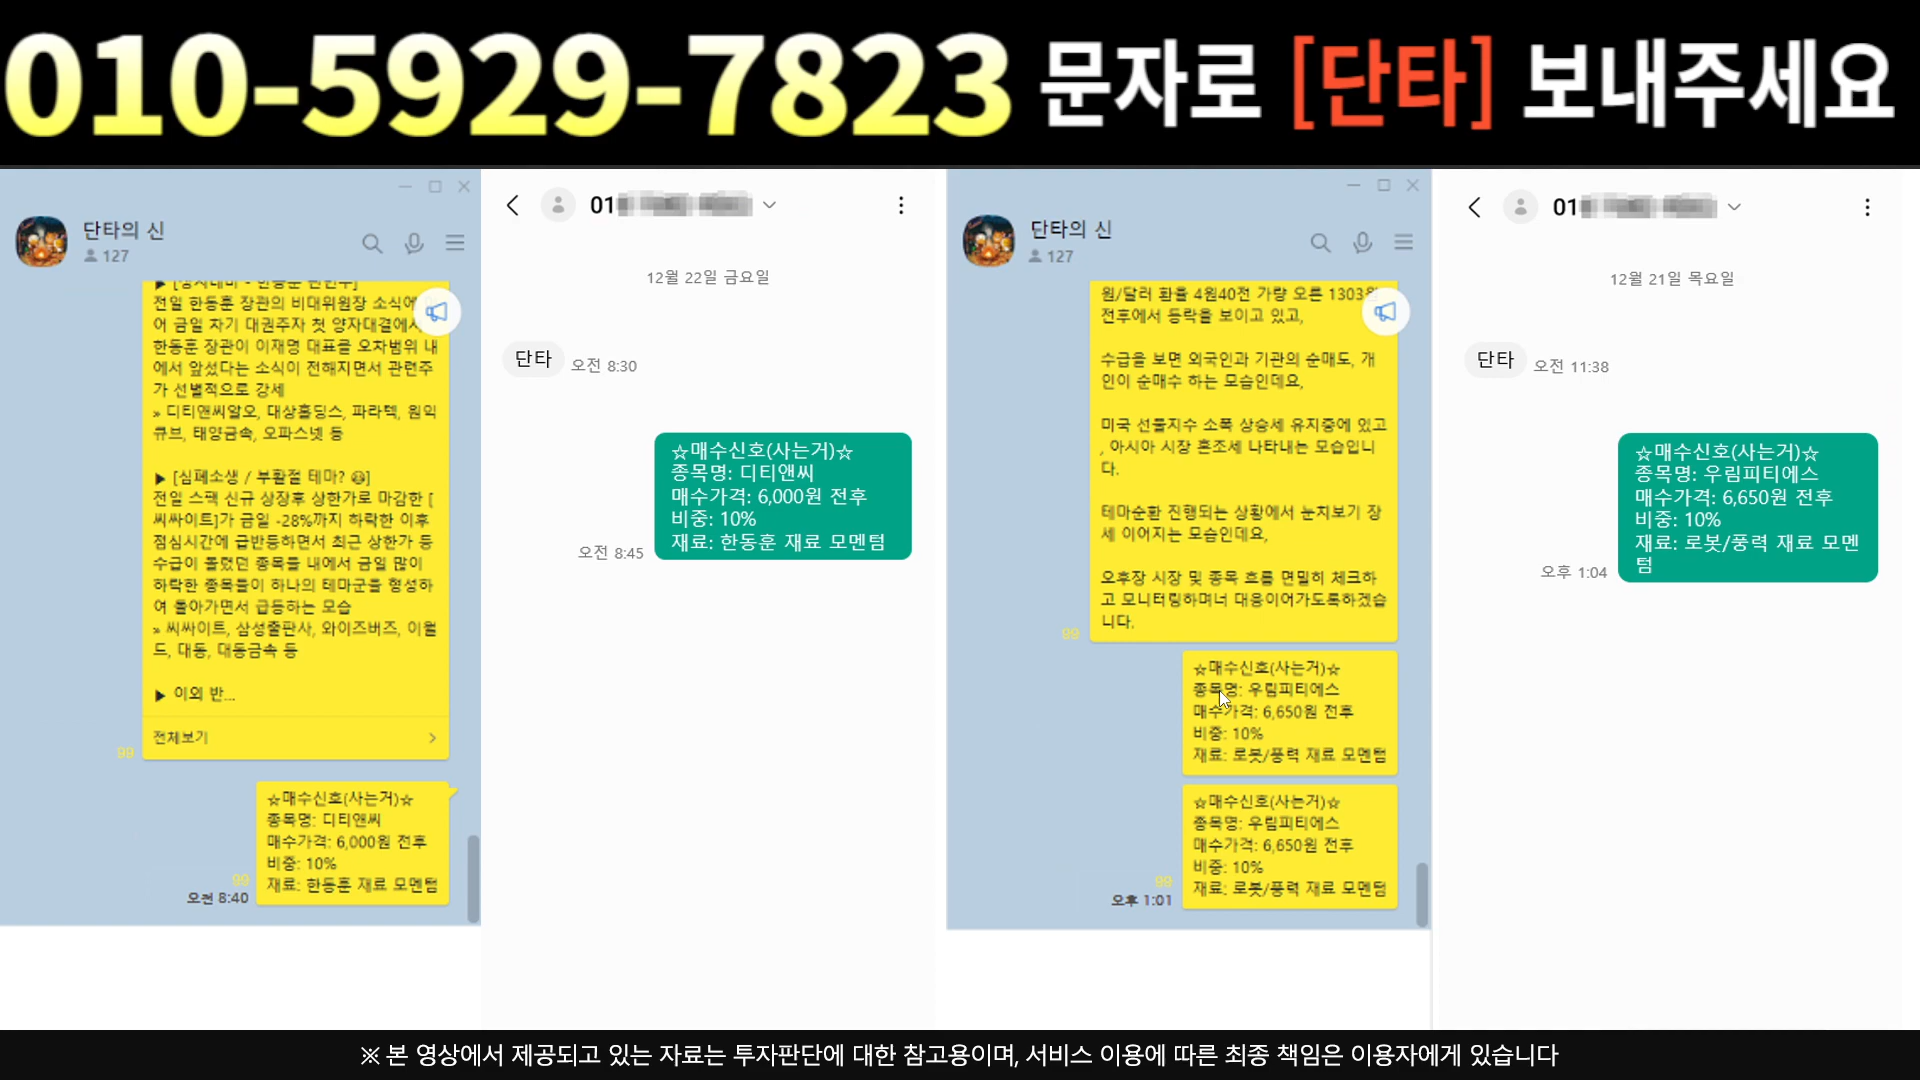 010-5929-7823 문자로 [단타] 보내주세요
단타의 신
127
전일 한동훈 장관의 비대위원장 소식에
어 금일 차기 대권주자 첫 양자대결에서
한동훈 장관이 이재명 대표를 오차범위 내
에서 앞섰다는 소식이 전해지면서 관련주
가 선별적으로 강세
» 디티앤씨알오, 대상홀딩스, 파라텍, 원익
큐브, 태양금속, 오파스넷 등
▶ [심폐소생 / 부활절 테마? 😆]
전일 스팩 신규 상장후 상한가로 마감한 [
씨싸이트]가 금일 -28%까지 하락한 이후
점심시간에 급반등하면서 최근 상한가 등
수급이 몰렸던 종목들 내에서 금일 많이
하락한 종목들이 하나의 테마군을 형성하
여 돌아가면서 급등하는 모습
» 씨싸이트, 삼성출판사, 와이즈버즈, 이월
드, 대동, 대동금속 등
▶ 이외 반...
전체보기
99
☆매수신호(사는거)☆
종목명: 디티앤씨
매수가격: 6,000원 전후
비중: 10%
재료: 한동훈 재료 모멘텀
99
오전 8:40
01
12월 22일 금요일
단타
오전 8:30
☆매수신호(사는거)☆
종목명: 디티앤씨
매수가격: 6,000원 전후
비중: 10%
재료: 한동훈 재료 모멘텀
오전 8:45
단타의 신
127
원/달러 환율 4원40전 가량 오른 1303원
전후에서 등락을 보이고 있고,
수급을 보면 외국인과 기관의 순매도, 개
인이 순매수 하는 모습인데요,
미국 선물지수 소폭 상승세 유지중에 있고
, 아시아 시장 혼조세 나타내는 모습입니
다.
테마순환 진행되는 상황에서 눈치보기 장
세 이어지는 모습인데요,
오후장 시장 및 종목 흐름 면밀히 체크하
고 모니터링하며너 대응이어가도록하겠습
니다.
99
☆매수신호(사는거)☆
종목명: 우림피티에스
매수가격: 6,650원 전후
비중: 10%
재료: 로봇/풍력 재료 모멘텀
☆매수신호(사는거)☆
종목명: 우림피티에스
매수가격: 6,650원 전후
비중: 10%
재료: 로봇/풍력 재료 모멘텀
99
오후 1:01
01
12월 21일 목요일
단타
오전 11:38
☆매수신호(사는거)☆
종목명: 우림피티에스
매수가격: 6,650원 전후
비중: 10%
재료: 로봇/풍력 재료 모멘
텀
오후 1:04
※ 본 영상에서 제공되고 있는 자료는 투자판단에 대한 참고용이며, 서비스 이용에 따른 최종 책임은 이용자에게 있습니다